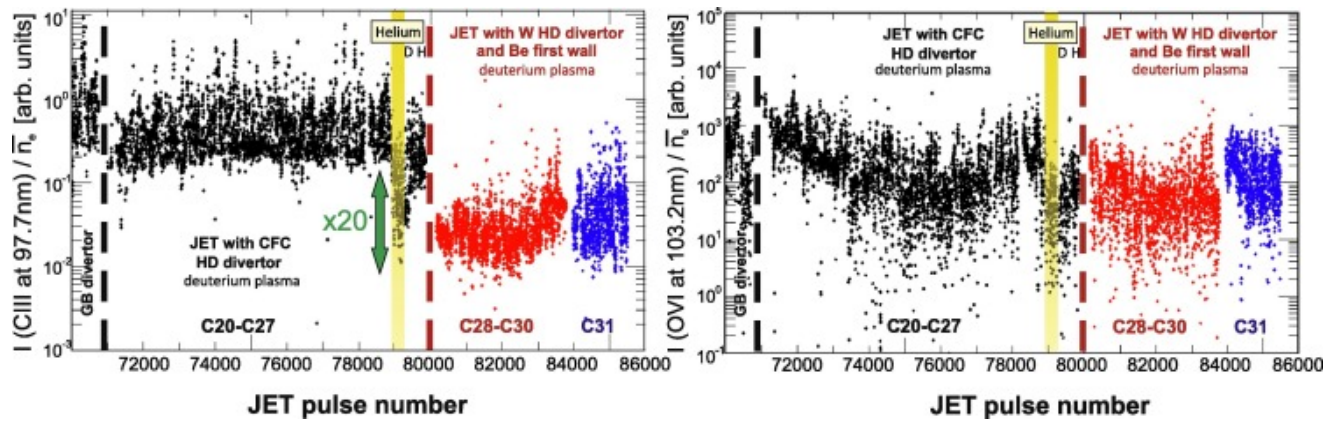 I (CIII at 97.7nm) / n̅e [arb. units]
10¹
10⁰
10⁻¹
10⁻²
10⁻³
GB divertor
Helium
D H
JET with W HD divertor
and Be first wall
deuterium plasma
x20
JET with CFC
HD divertor
deuterium plasma
C20-C27
C28-C30
C31
72000 74000 76000 78000 80000 82000 84000 86000
JET pulse number
I (OVI at 103.2nm) / n̅e [arb. units]
10⁵
10⁴
10³
10²
10¹
10⁰
10⁻¹
GB divertor
JET with CFC
HD divertor
deuterium plasma
Helium
D H
JET with W HD divertor
and Be first wall
deuterium plasma
C20-C27
C28-C30
C31
72000 74000 76000 78000 80000 82000 84000 86000
JET pulse number